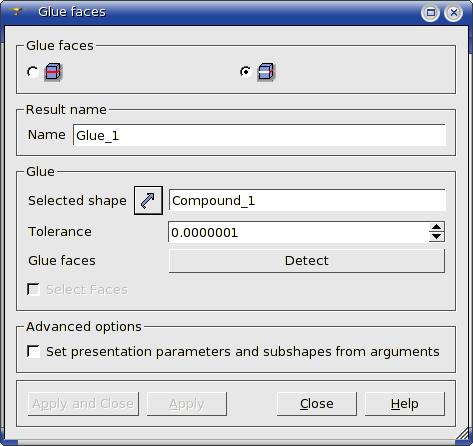 Glue faces
Glue faces
Result name
Name Glue_1
Glue
Selected shape Compound_1
Tolerance 0.0000001
Glue faces Detect
Select Faces
Advanced options
Set presentation parameters and subshapes from arguments
Apply and Close Apply Close Help